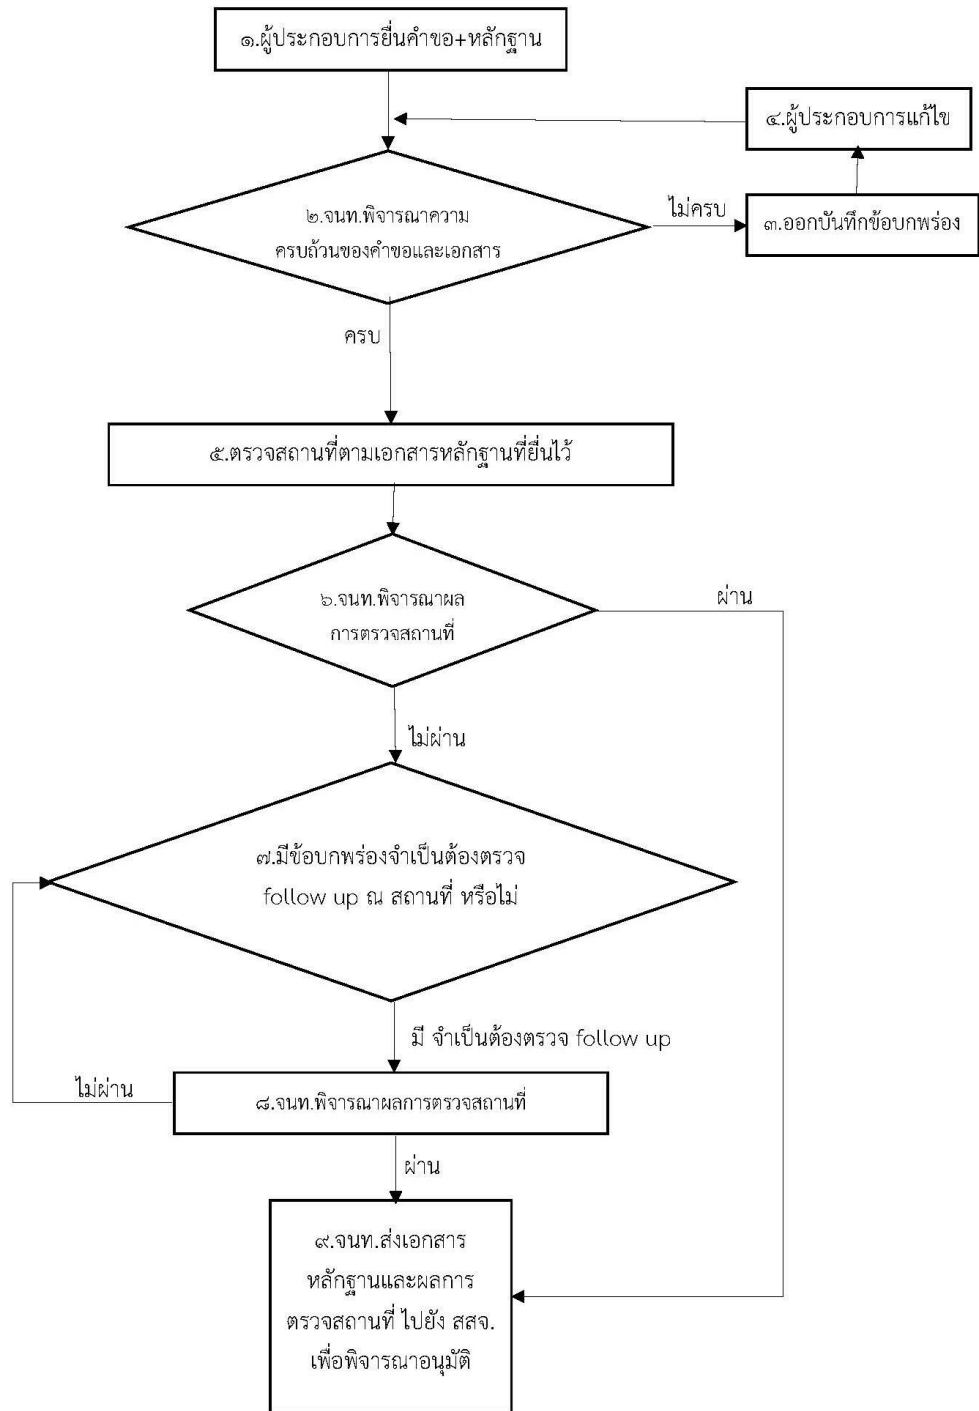 ๑.ผู้ประกอบการยื่นคำขอ+หลักฐาน
๔.ผู้ประกอบการแก้ไข
๒.จนท.พิจารณาความ
ครบถ้วนของคำขอและเอกสาร
ไม่ครบ
๓.ออกบันทึกข้อบกพร่อง
ครบ
๕.ตรวจสถานที่ตามเอกสารหลักฐานที่ยื่นไว้
๖.จนท.พิจารณาผล
การตรวจสถานที่
ผ่าน
ไม่ผ่าน
๗.มีข้อบกพร่องจำเป็นต้องตรวจ
follow up ณ สถานที่ หรือไม่
มี จำเป็นต้องตรวจ follow up
ไม่ผ่าน
๘.จนท.พิจารณาผลการตรวจสถานที่
ผ่าน
๙.จนท.ส่งเอกสาร
หลักฐานและผลการ
ตรวจสถานที่ ไปยัง สสจ.
เพื่อพิจารณาอนุมัติ